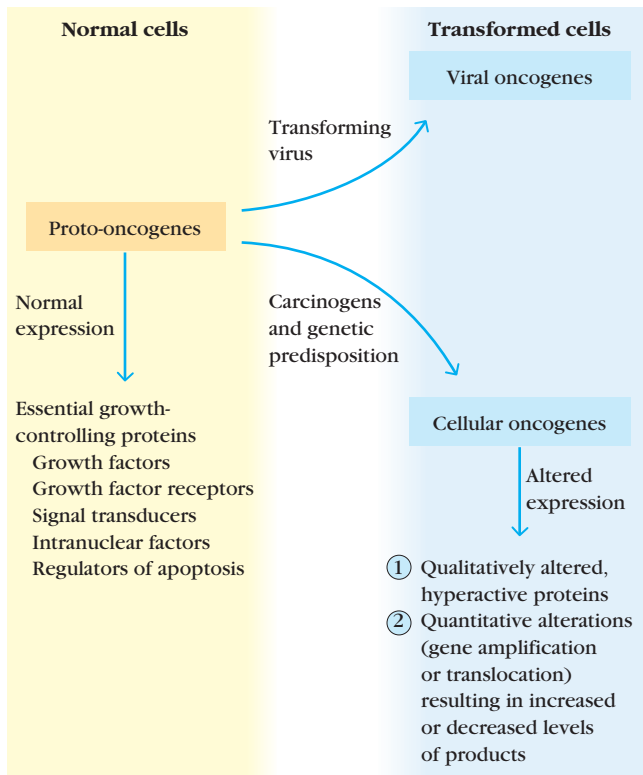 Normal cells
Transformed cells
Viral oncogenes
Transforming
virus
Proto-oncogenes
Normal
expression
Carcinogens
and genetic
predisposition
Essential growth-
controlling proteins
Growth factors
Growth factor receptors
Signal transducers
Intranuclear factors
Regulators of apoptosis
Cellular oncogenes
Altered
expression
1 Qualitatively altered,
hyperactive proteins
2 Quantitative alterations
(gene amplification
or translocation)
resulting in increased
or decreased levels
of products